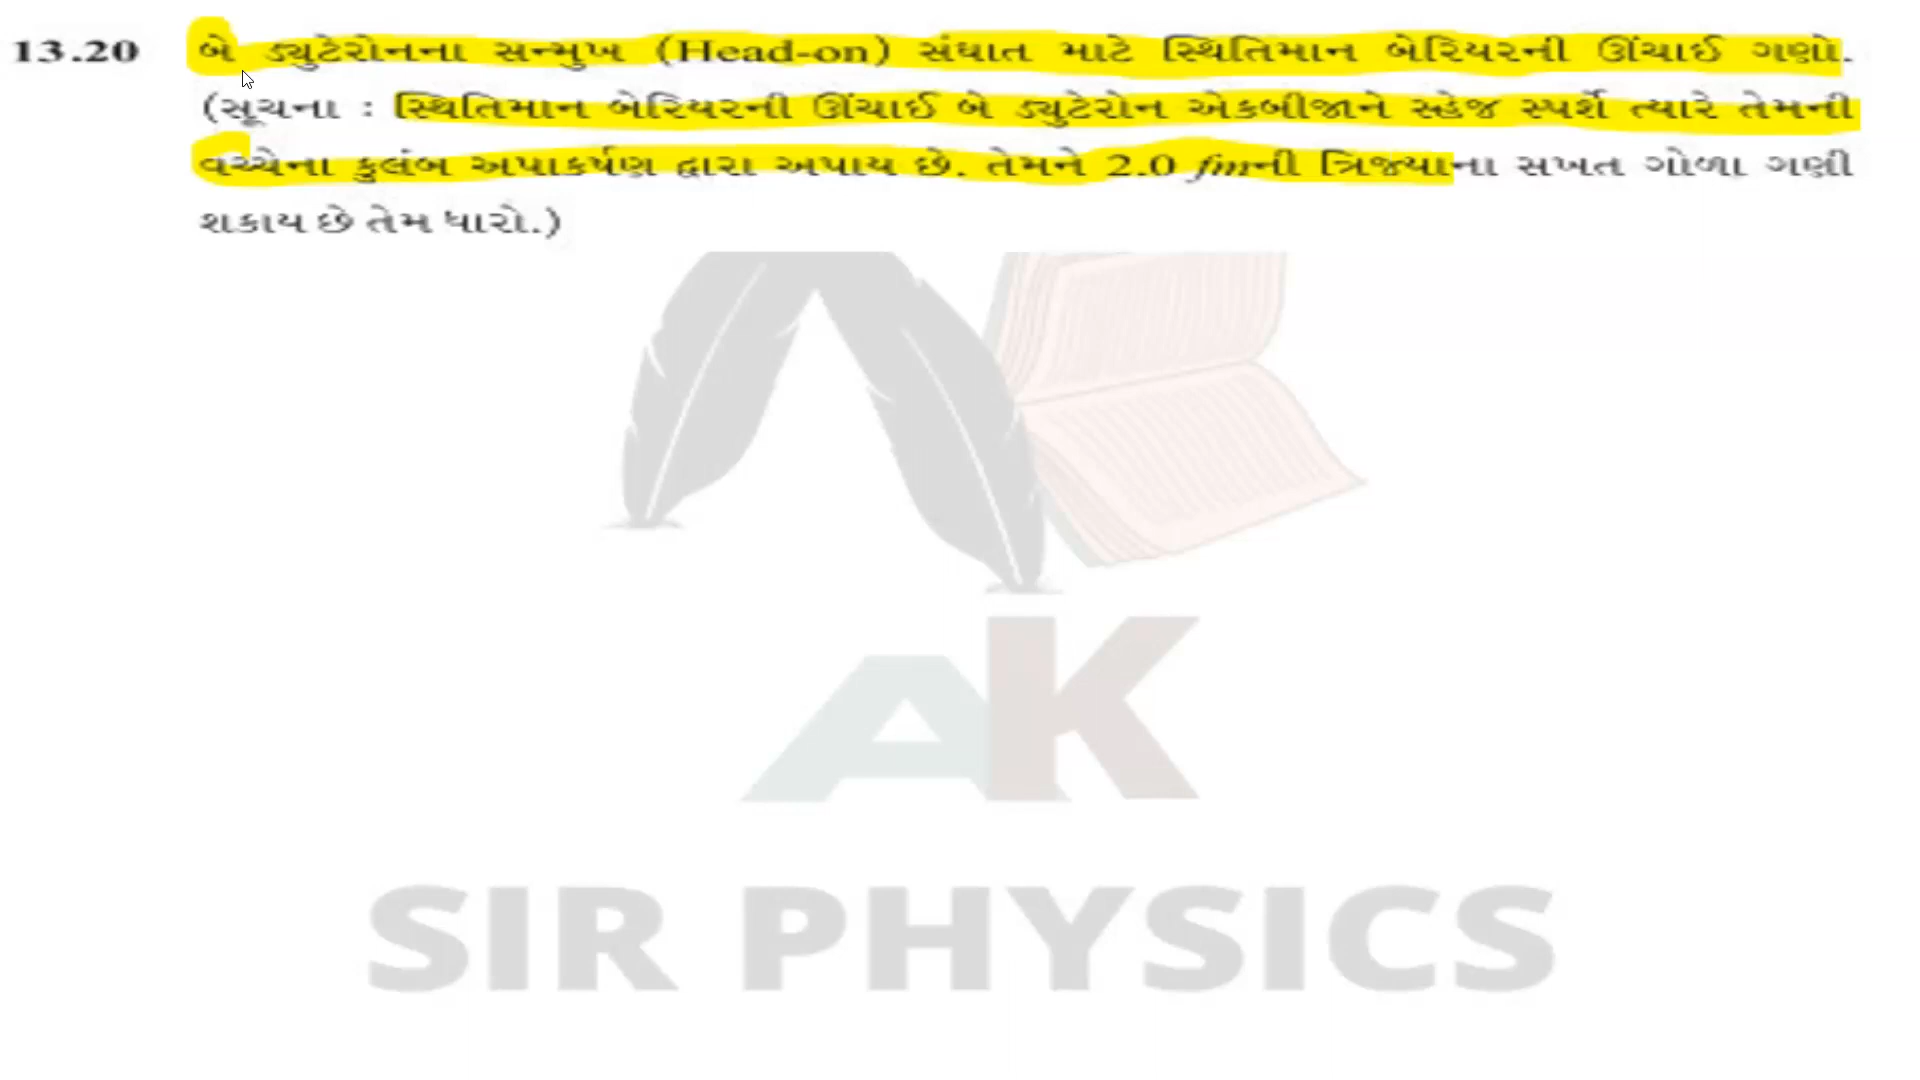 13.20 બે ડ્યુટેરોનના સન્મુખ (Head-on) સંઘાત માટે સ્થિતિમાન બેરિયરની ઊંચાઈ ગણો.
(સૂચના : સ્થિતિમાન બેરિયરની ઊંચાઈ બે ડ્યુટેરોન એકબીજાને સ્હેજ સ્પર્શે ત્યારે તેમની
વચ્ચેના કુલંબ અપાકર્ષણ દ્વારા અપાય છે. તેમને 2.0 fmની ત્રિજ્યાના સખત ગોળા ગણી
શકાય છે તેમ ધારો.)
AK
SIR PHYSICS